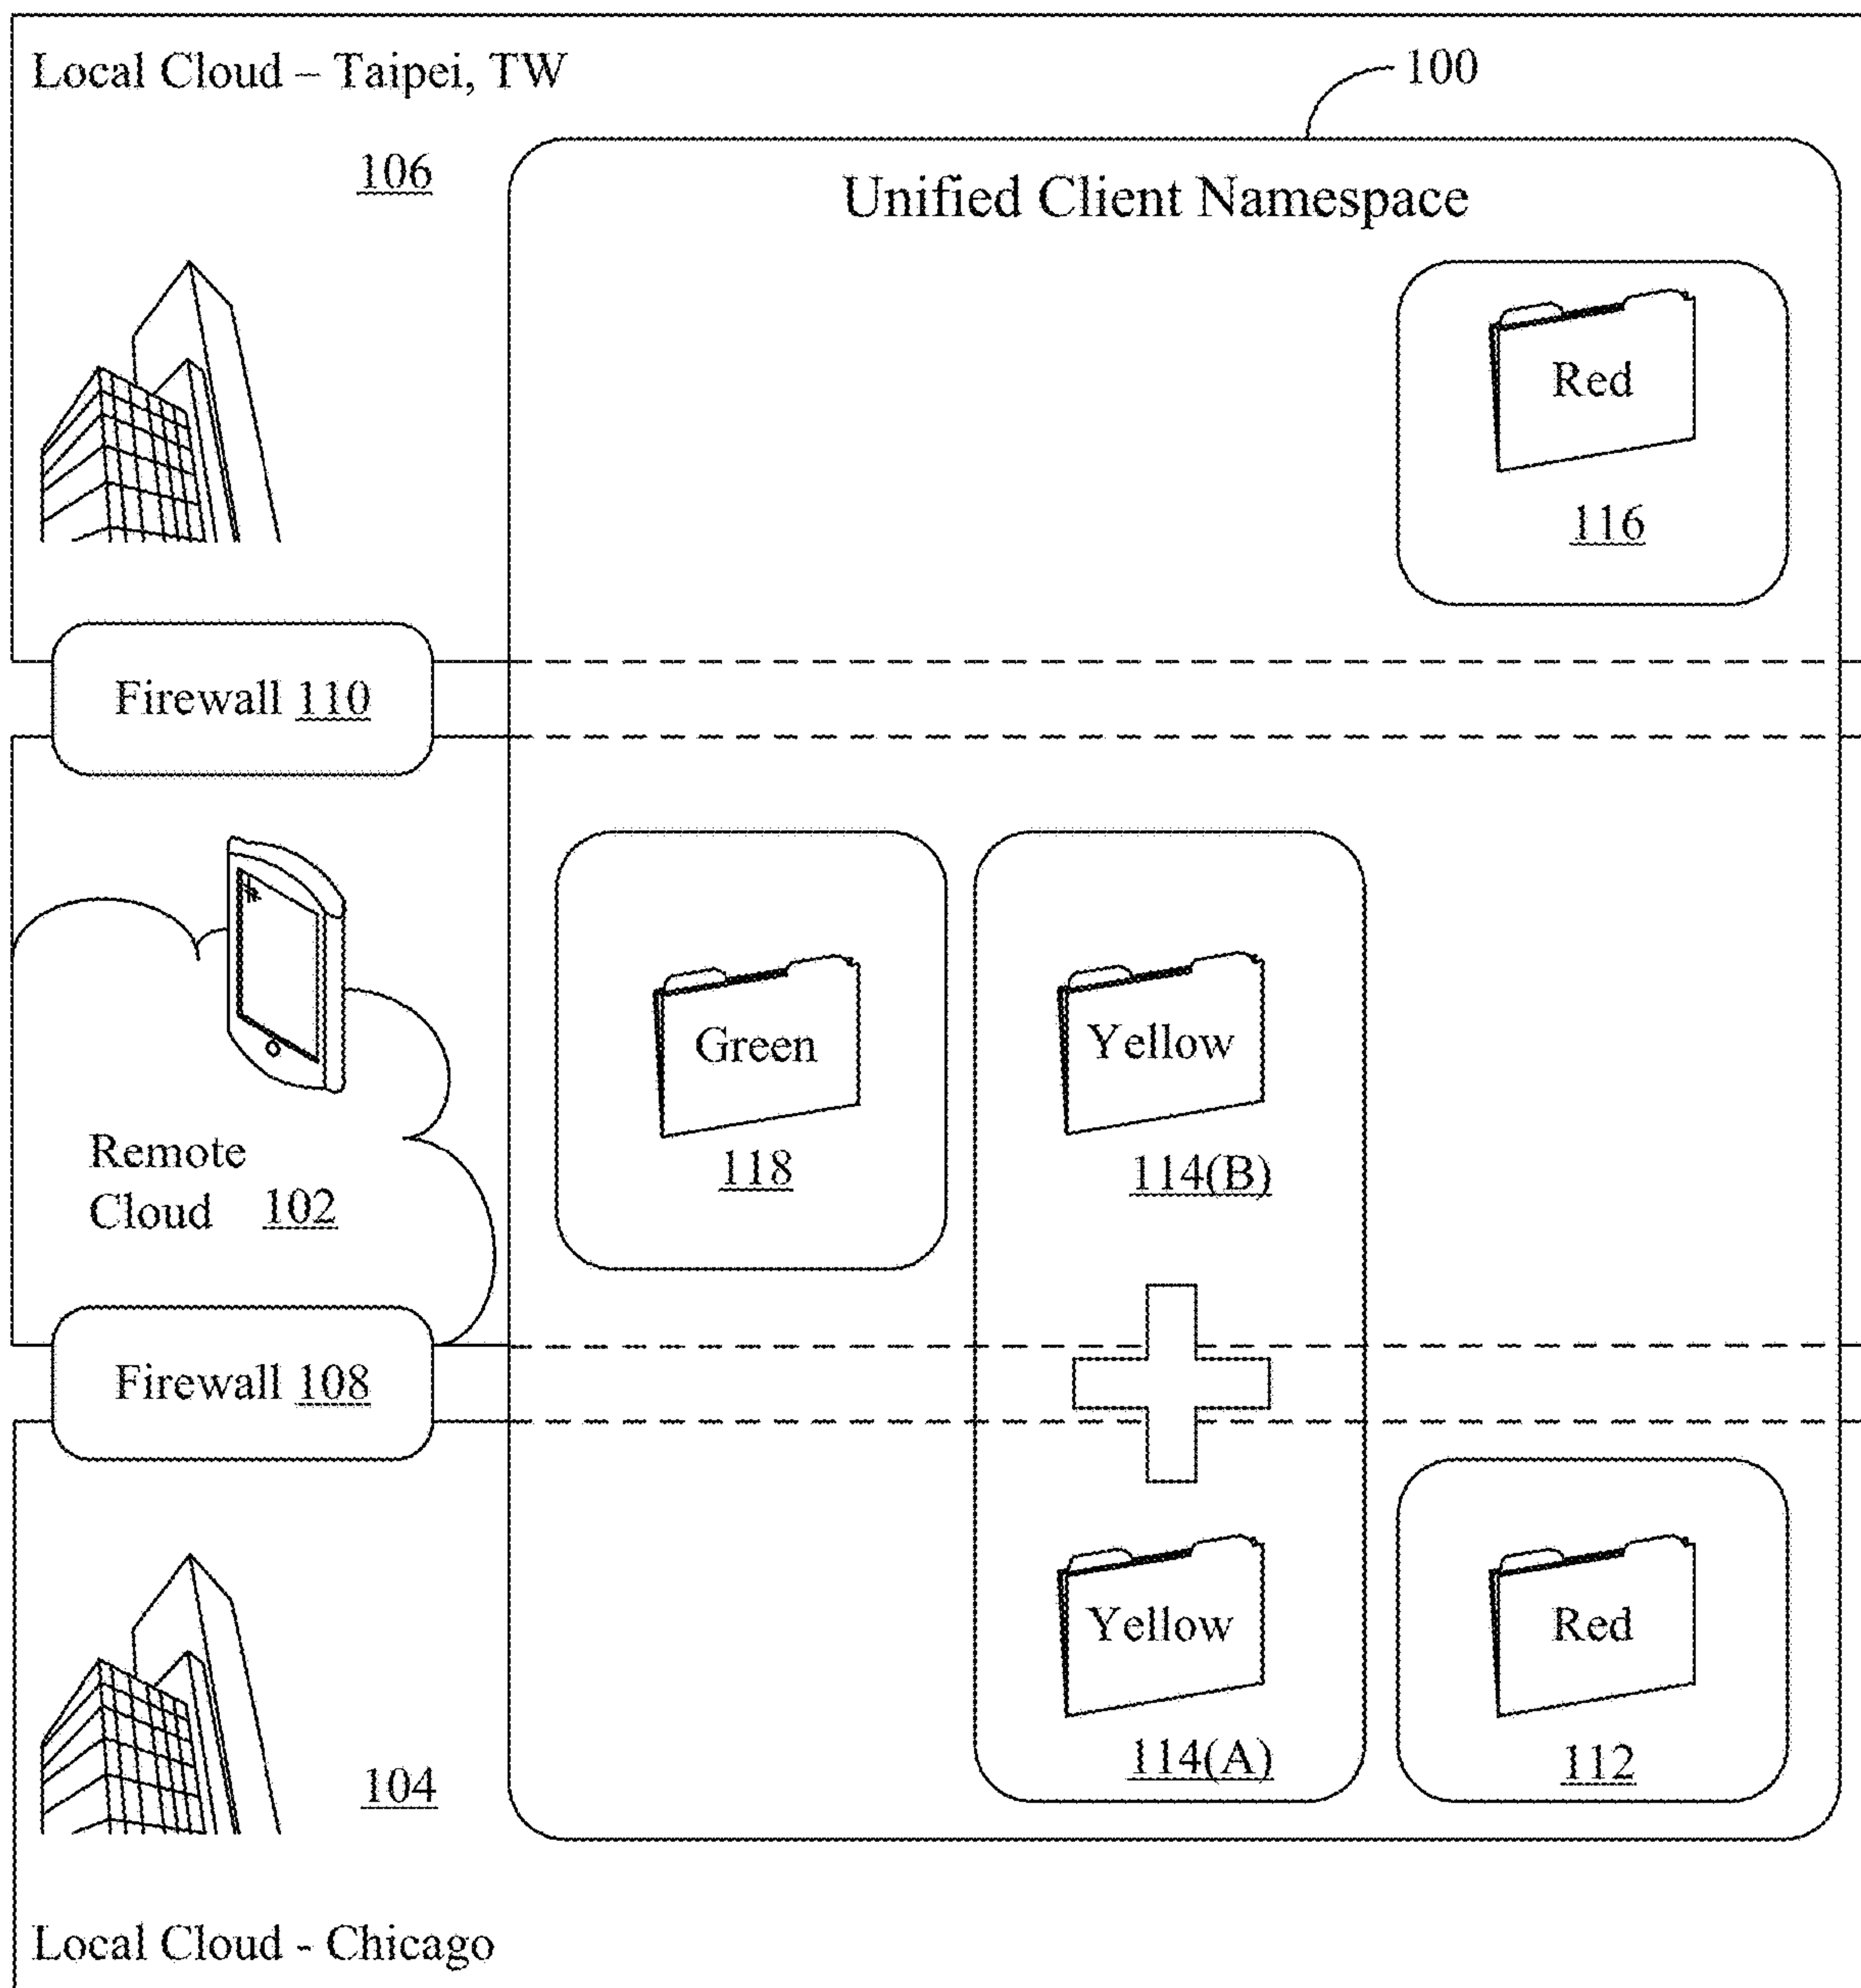 Local Cloud – Taipei, TW
100
106
Unified Client Namespace
Red
116
Firewall 110
Green
118
Yellow
114(B)
Remote
Cloud 102
Firewall 108
Yellow
114(A)
Red
112
104
Local Cloud - Chicago